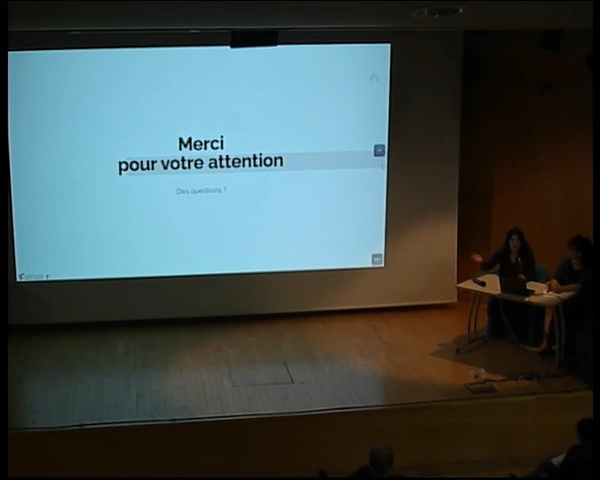 Merci
pour votre attention
Des questions ?